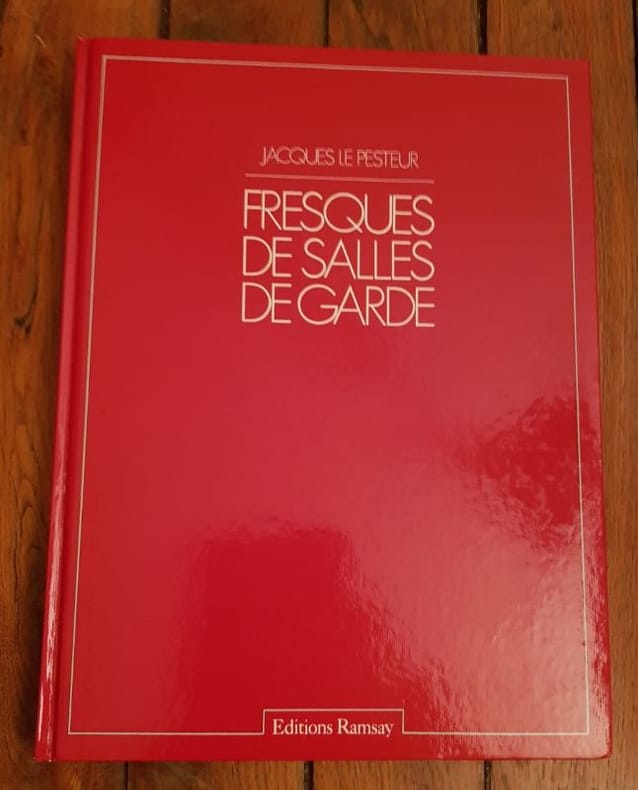 JACQUES LE PESTEUR
FRESQUES
DE SALLES
DE GARDE
Editions Ramsay